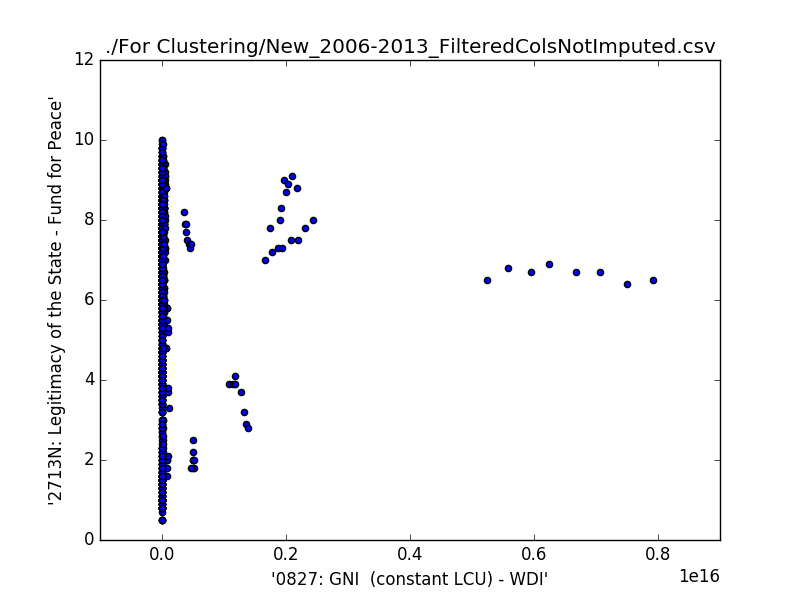 ./For Clustering/New_2006-2013_FilteredColsNotImputed.csv
12
10
8
6
4
2
0
'2713N: Legitimacy of the State - Fund for Peace'
0.0 0.2 0.4 0.6 0.8
1e16
'0827: GNI  (constant LCU) - WDI'